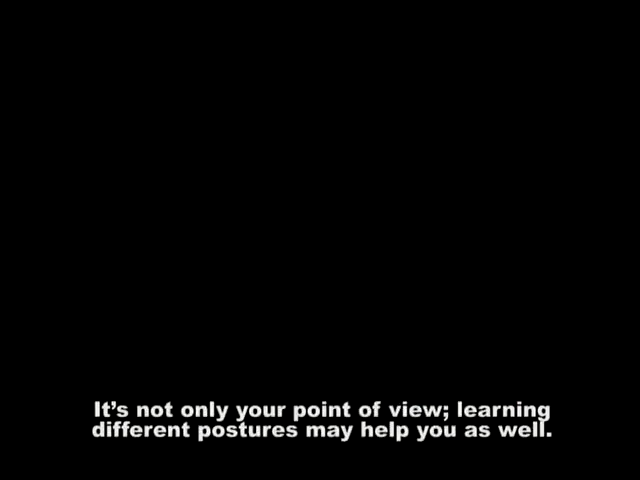 It's not only your point of view; learning
different postures may help you as well.